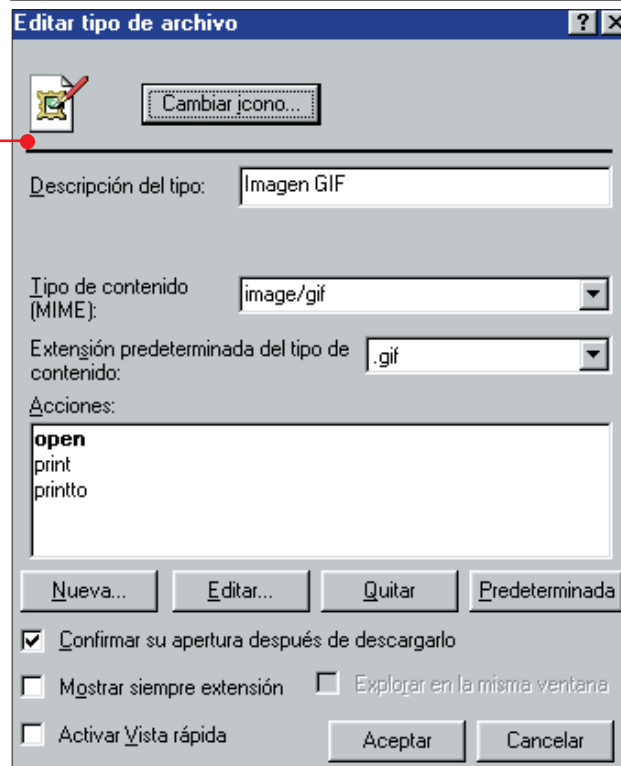 Editar tipo de archivo
Cambiar icono...
Descripción del tipo:
Imagen GIF
Tipo de contenido
(MIME):
image/gif
Extensión predeterminada del tipo de
contenido:
.gif
Acciones:
open
print
printto
Nueva...
Editar...
Quitar
Predeterminada
Confirmar su apertura después de descargarlo
Mostrar siempre extensión
Explorar en la misma ventana
Activar Vista rápida
Aceptar
Cancelar